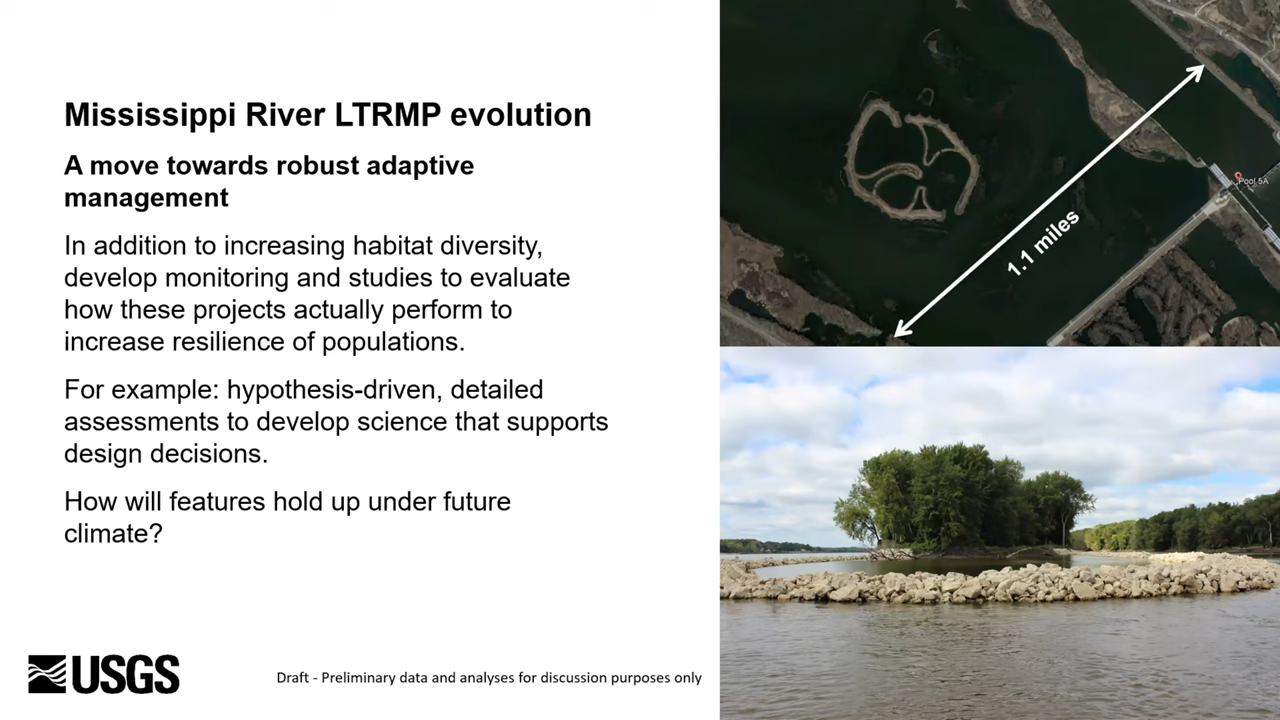 Mississippi River LTRMP evolution
A move towards robust adaptive
management
In addition to increasing habitat diversity,
develop monitoring and studies to evaluate
how these projects actually perform to
increase resilience of populations.
For example: hypothesis-driven, detailed
assessments to develop science that supports
design decisions.
How will features hold up under future
climate?
USGS
Draft - Preliminary data and analyses for discussion purposes only
1.1 miles
Pool 5A